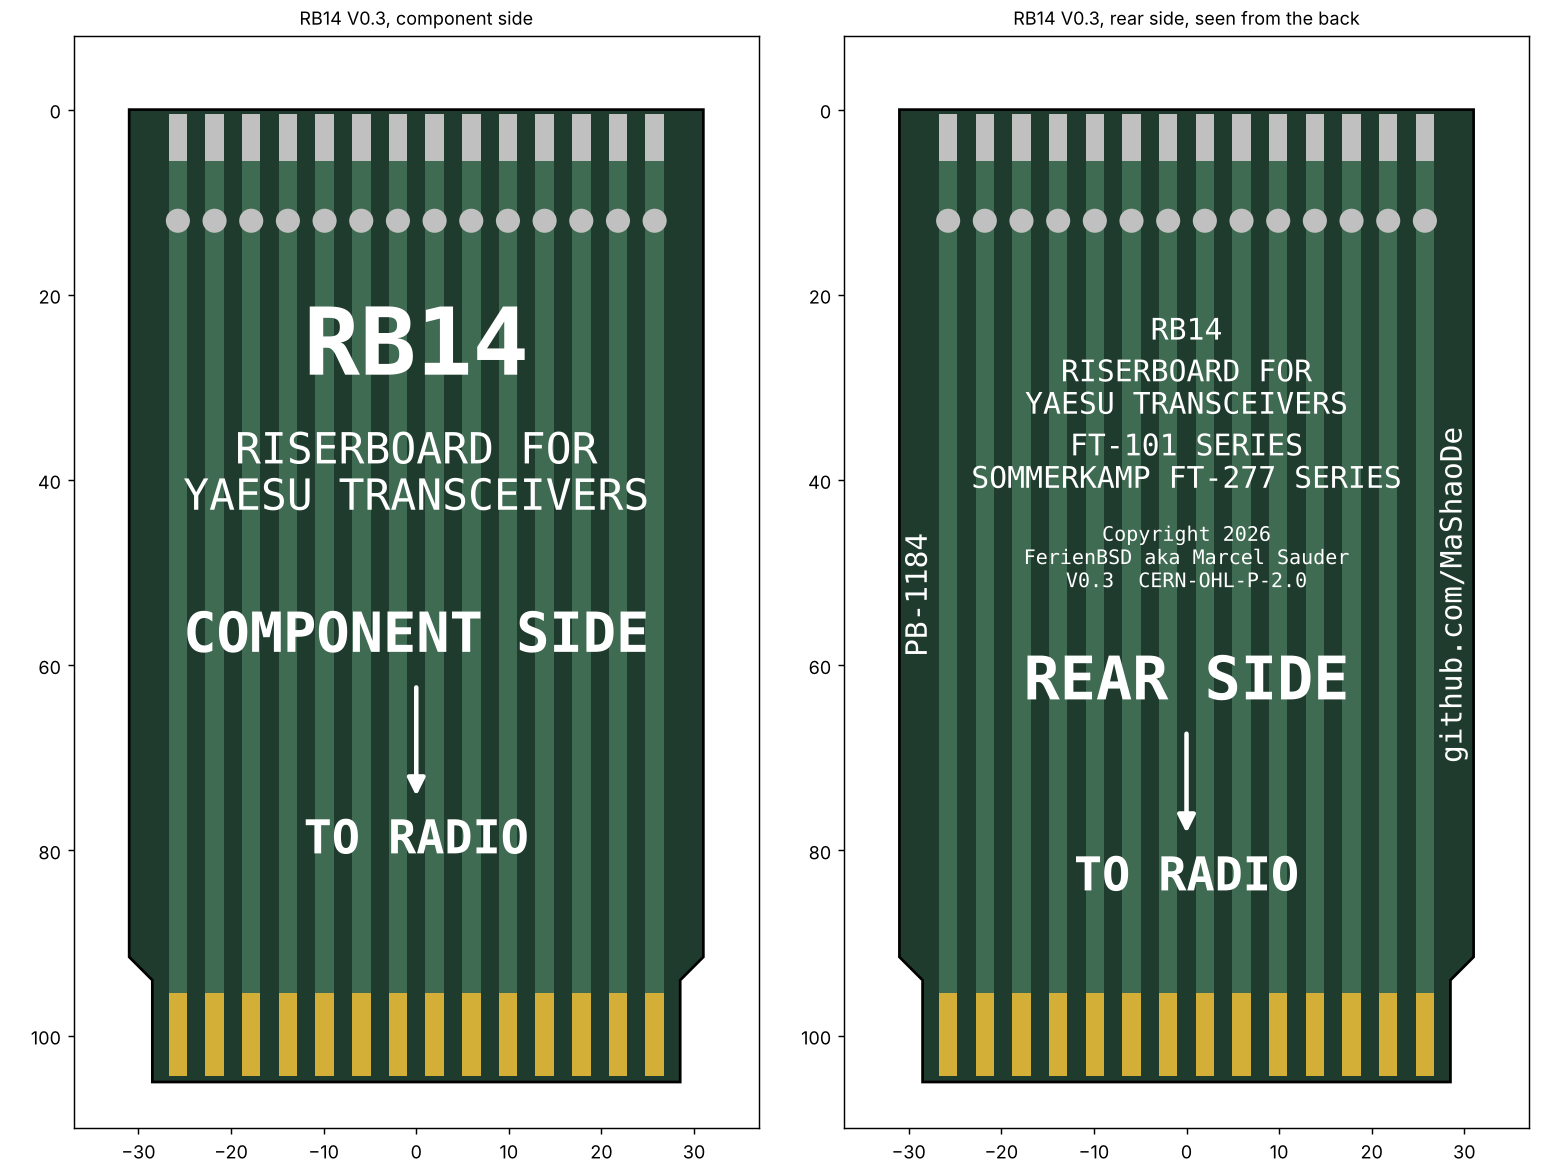 RB14 V0.3, component side
0
20
40
60
80
100
RB14
RISERBOARD FOR
YAESU TRANSCEIVERS
COMPONENT SIDE
TO RADIO
−30
−20
−10
0
10
20
30
RB14 V0.3, rear side, seen from the back
0
20
40
60
80
100
RB14
RISERBOARD FOR
YAESU TRANSCEIVERS
FT-101 SERIES
SOMMERKAMP FT-277 SERIES
Copyright 2026
FerienBSD aka Marcel Sauder
V0.3  CERN-OHL-P-2.0
PB-1184
github.com/MaShaoDe
REAR SIDE
TO RADIO
−30
−20
−10
0
10
20
30